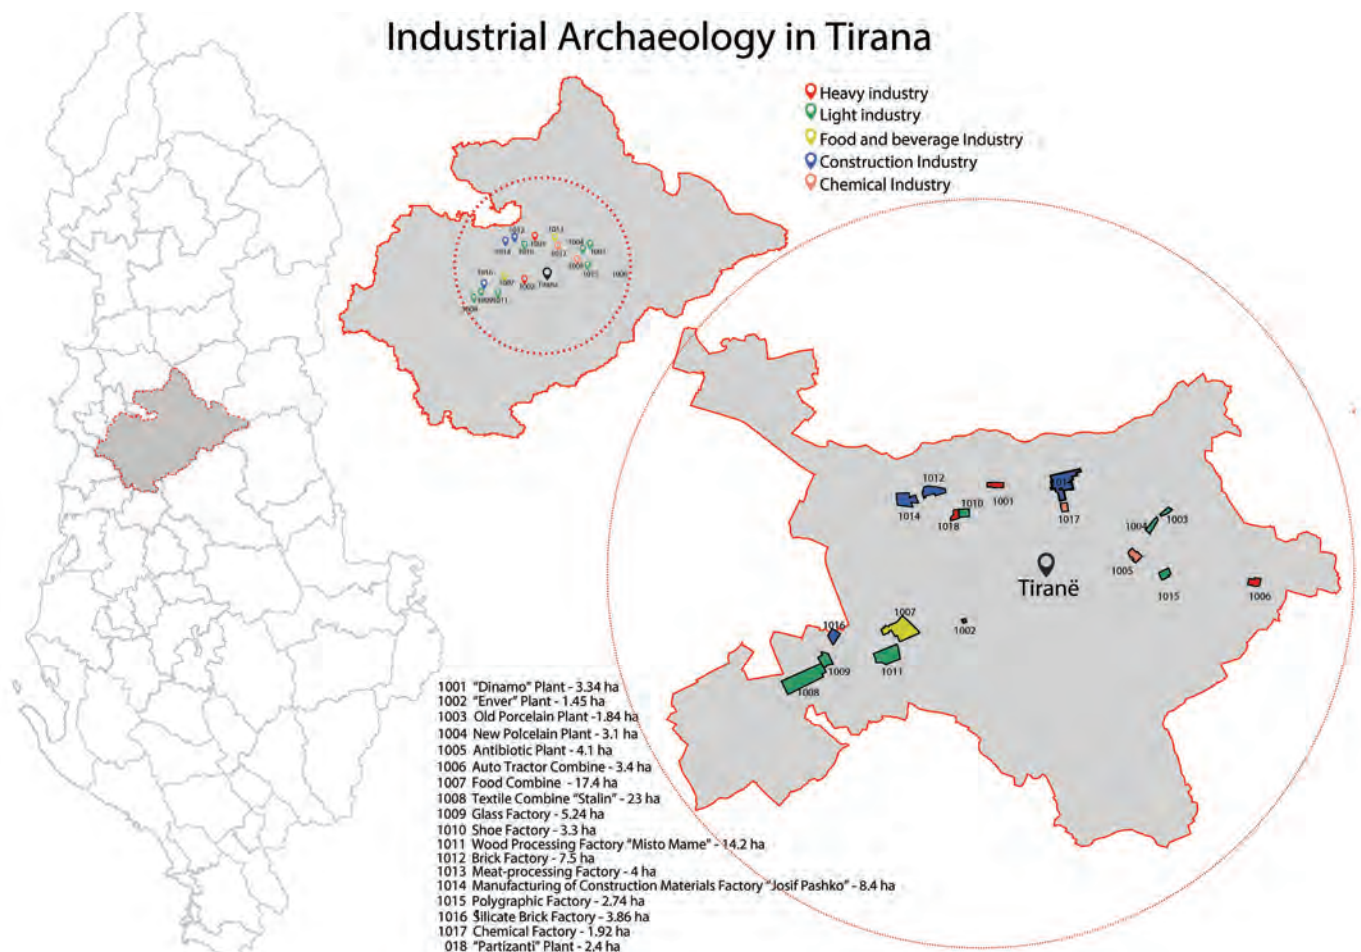 Industrial Archaeology in Tirana
Heavy industry
Light industry
Food and beverage Industry
Construction Industry
Chemical Industry
1012
1014
1010
1013
1004
1007
1011
1012
1014
1018
1010
1001
1017
1004
1003
1005
1015
1006
Tiranë
1016
1007
1002
1009
1011
1008
1001 "Dinamo" Plant - 3.34 ha
1002 "Enver" Plant - 1.45 ha
1003 Old Porcelain Plant -1.84 ha
1004 New Polcelain Plant - 3.1 ha
1005 Antibiotic Plant - 4.1 ha
1006 Auto Tractor Combine - 3.4 ha
1007 Food Combine - 17.4 ha
1008 Textile Combine "Stalin" - 23 ha
1009 Glass Factory - 5.24 ha
1010 Shoe Factory - 3.3 ha
1011 Wood Processing Factory "Misto Mame" - 14.2 ha
1012 Brick Factory - 7.5 ha
1013 Meat-processing Factory - 4 ha
1014 Manufacturing of Construction Materials Factory "Josif Pashko" - 8.4 ha
1015 Polygraphic Factory - 2.74 ha
1016 Silicate Brick Factory - 3.86 ha
1017 Chemical Factory - 1.92 ha
018 "Partizanti" Plant - 2.4 ha